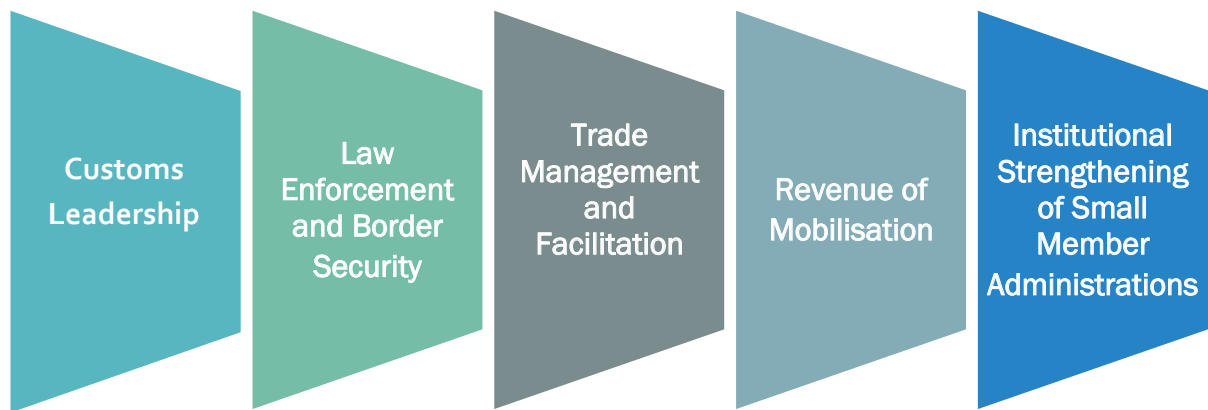 Customs
Leadership
Law
Enforcement
and Border
Security
Trade
Management
and
Facilitation
Revenue of
Mobilisation
Institutional
Strengthening
of Small
Member
Administrations